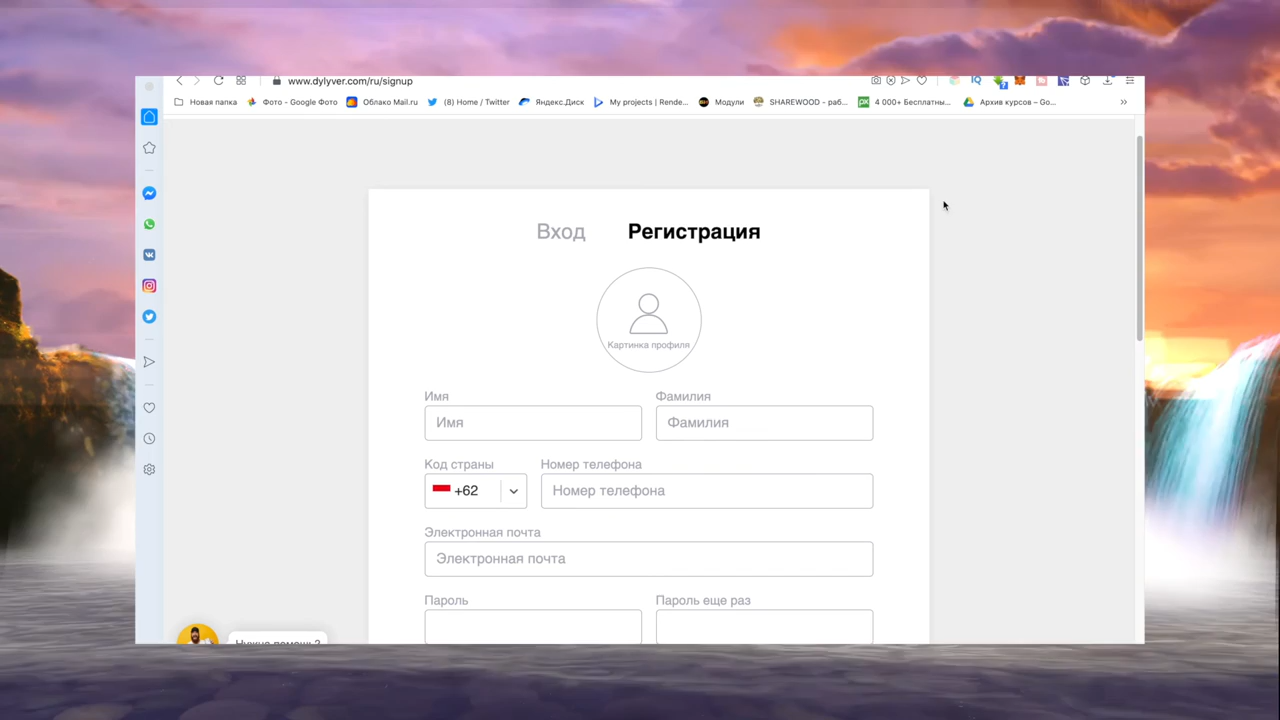 www.dylyver.com/ru/signup
Новая папка Фото - Google Фото Облако Mail.ru (8) Home / Twitter Яндекс.Диск My projects | Rende... Модули SHAREWOOD - раб... 4 000+ Бесплатны... Архив курсов – Go... »
Вход Регистрация
Картинка профиля
Имя Фамилия
Имя Фамилия
Код страны Номер телефона
+62 Номер телефона
Электронная почта
Электронная почта
Пароль Пароль еще раз
Нужна помощь?